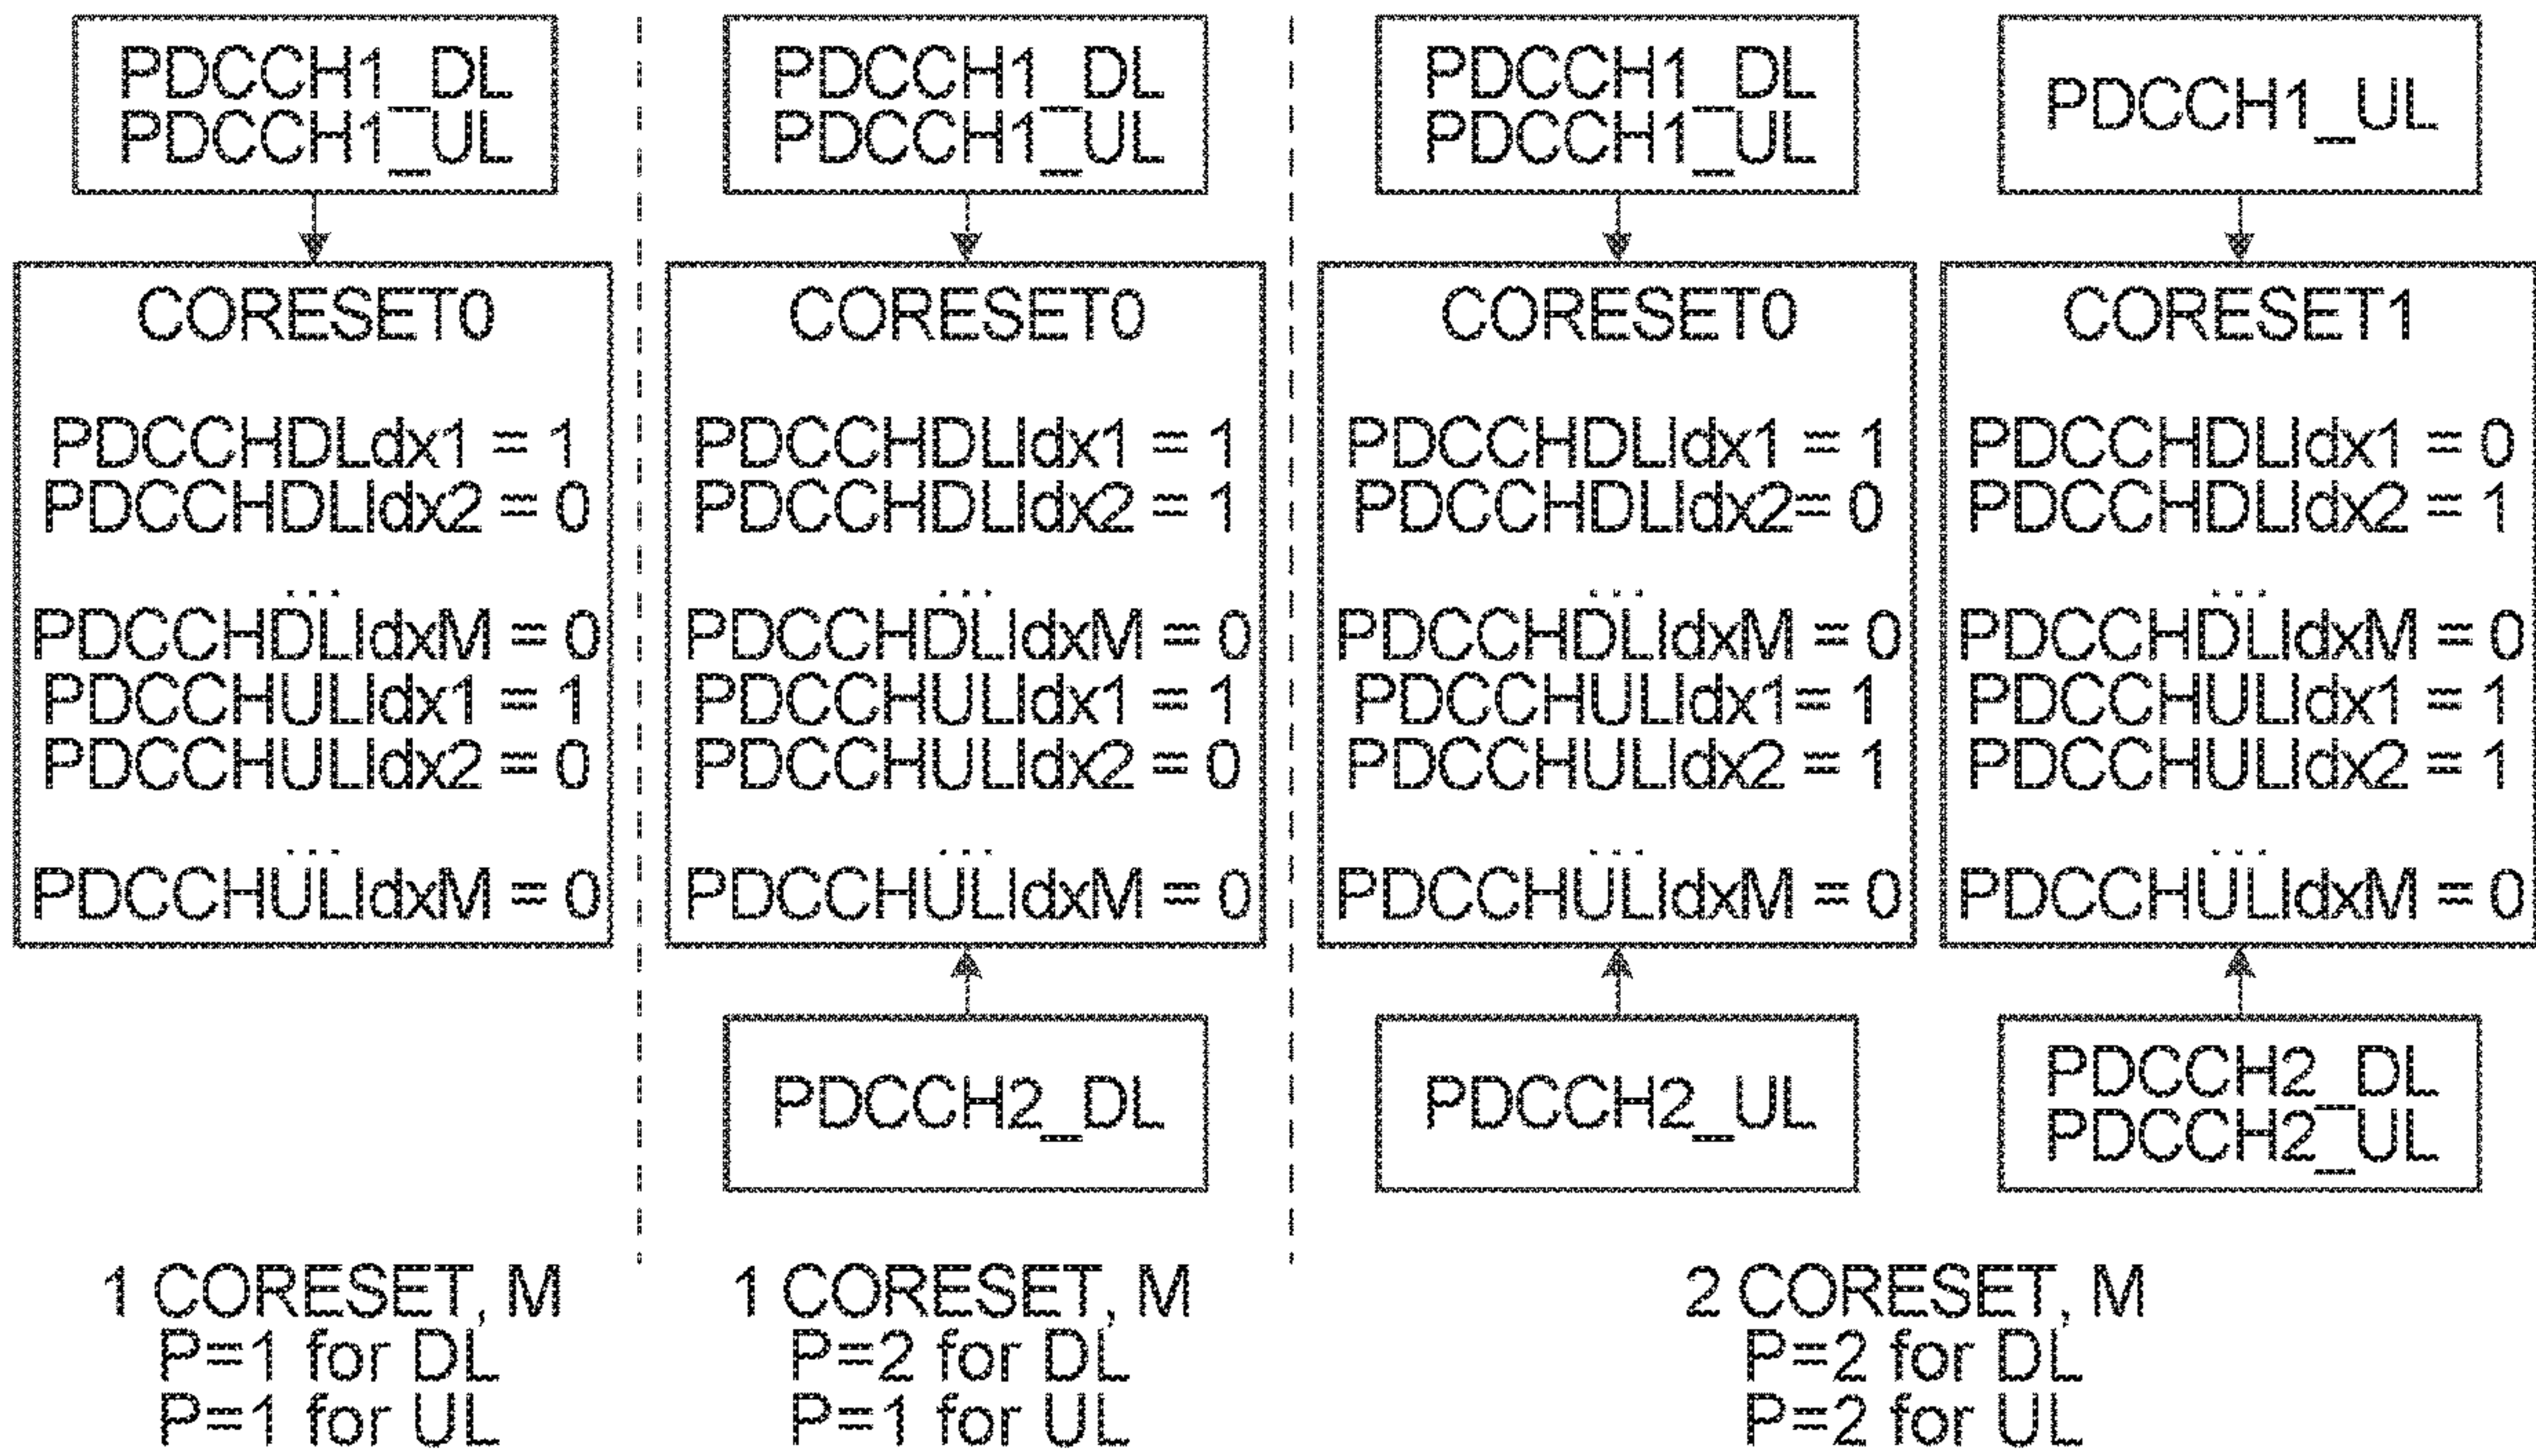 PDCCH1_DL
PDCCH1_UL
CORESET0
PDCCHDLdx1 = 1
PDCCHDLIdx2 = 0
...
PDCCHDLIdxM = 0
PDCCHULIdx1 = 1
PDCCHULIdx2 = 0
...
PDCCHULIdxM = 0
1 CORESET, M
P=1 for DL
P=1 for UL
PDCCH1_DL
PDCCH1_UL
CORESET0
PDCCHDLIdx1 = 1
PDCCHDLIdx2 = 1
...
PDCCHDLIdxM = 0
PDCCHULIdx1 = 1
PDCCHULIdx2 = 0
...
PDCCHULIdxM = 0
PDCCH2_DL
1 CORESET, M
P=2 for DL
P=1 for UL
PDCCH1_DL
PDCCH1_UL
CORESET0
PDCCHDLIdx1 = 1
PDCCHDLIdx2= 0
...
PDCCHDLIdxM = 0
PDCCHULIdx1= 1
PDCCHULIdx2 = 1
...
PDCCHULIdxM = 0
PDCCH2_UL
PDCCH1_UL
CORESET1
PDCCHDLIdx1 = 0
PDCCHDLIdx2 = 1
...
PDCCHDLIdxM = 0
PDCCHULIdx1 = 1
PDCCHULIdx2 = 1
...
PDCCHULIdxM = 0
PDCCH2_DL
PDCCH2_UL
2 CORESET, M
P=2 for DL
P=2 for UL